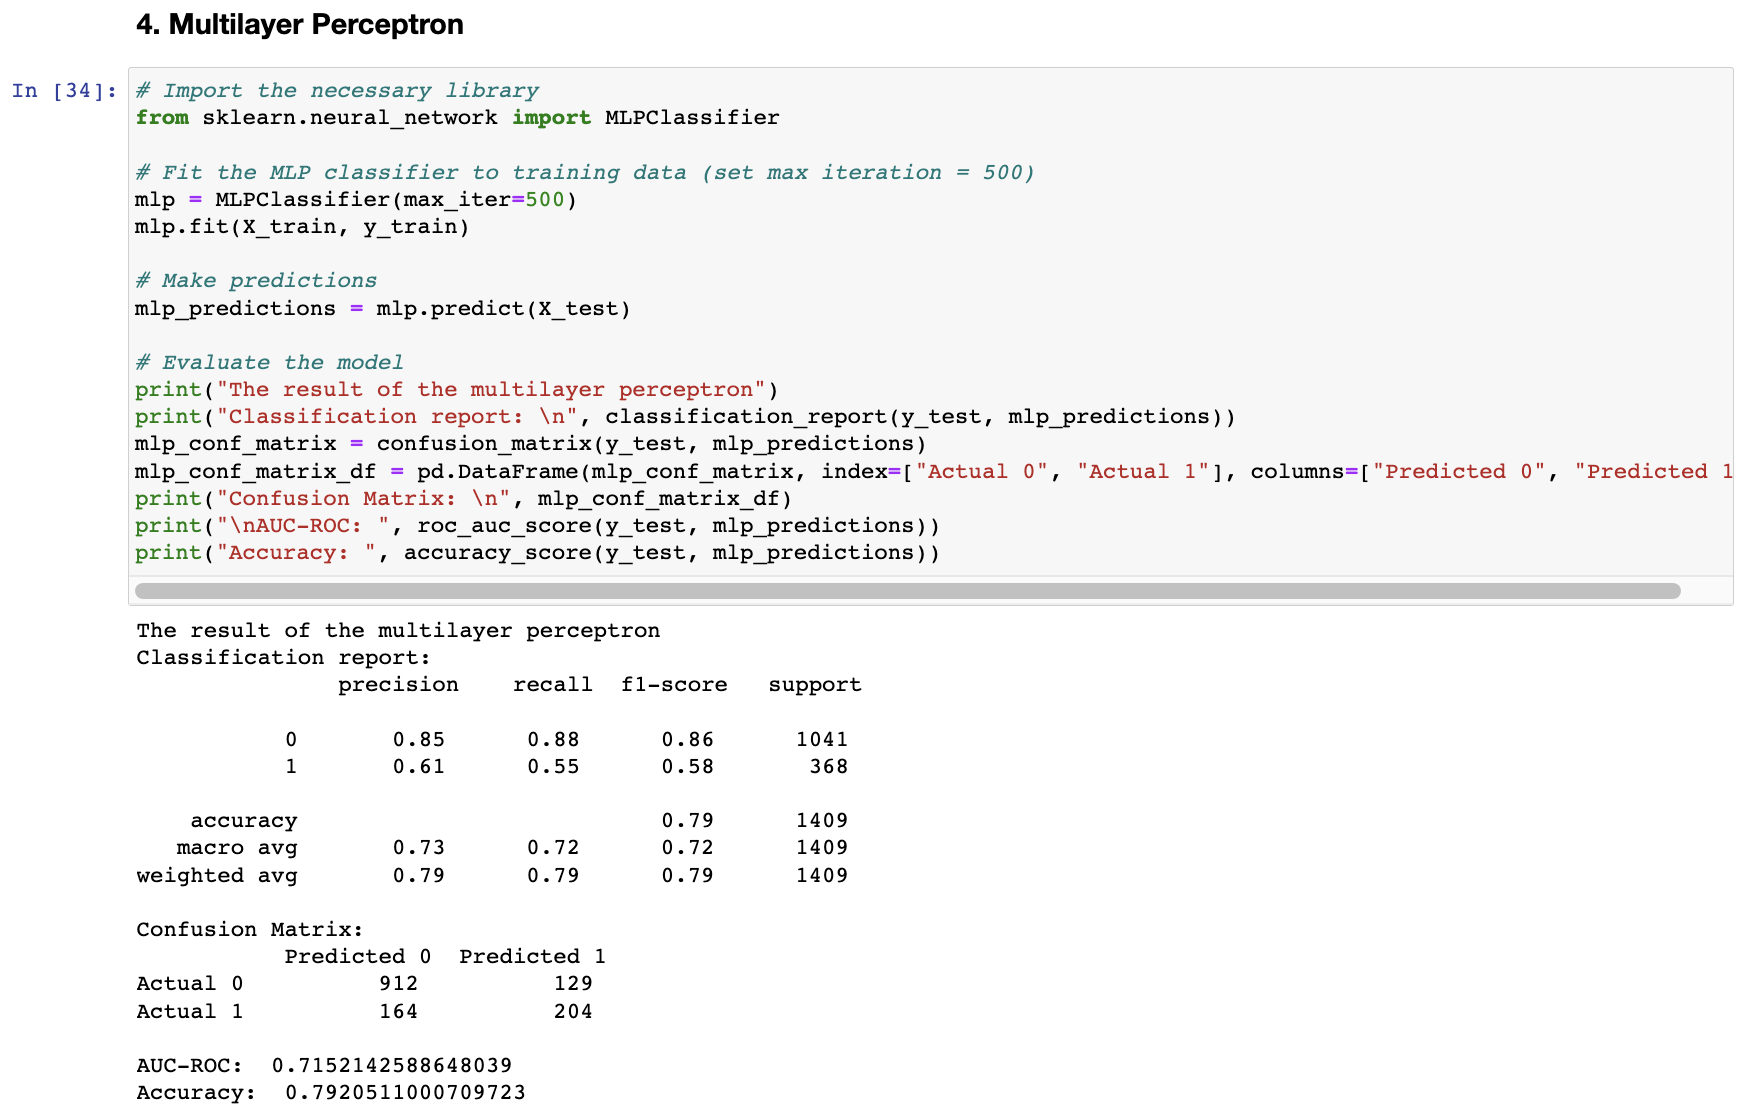 4. Multilayer Perceptron
In [34]:
# Import the necessary library
from sklearn.neural_network import MLPClassifier
# Fit the MLP classifier to training data (set max iteration = 500)
mlp = MLPClassifier(max_iter=500)
mlp.fit(X_train, y_train)
# Make predictions
mlp_predictions = mlp.predict(X_test)
# Evaluate the model
print("The result of the multilayer perceptron")
print("Classification report: \n", classification_report(y_test, mlp_predictions))
mlp_conf_matrix = confusion_matrix(y_test, mlp_predictions)
mlp_conf_matrix_df = pd.DataFrame(mlp_conf_matrix, index=["Actual 0", "Actual 1"], columns=["Predicted 0", "Predicted 1
print("Confusion Matrix: \n", mlp_conf_matrix_df)
print("\nAUC-ROC: ", roc_auc_score(y_test, mlp_predictions))
print("Accuracy: ", accuracy_score(y_test, mlp_predictions))
The result of the multilayer perceptron
Classification report:
precision recall f1-score support
0 0.85 0.88 0.86 1041
1 0.61 0.55 0.58 368
accuracy 0.79 1409
macro avg 0.73 0.72 0.72 1409
weighted avg 0.79 0.79 0.79 1409
Confusion Matrix:
Predicted 0 Predicted 1
Actual 0 912 129
Actual 1 164 204
AUC-ROC: 0.7152142588648039
Accuracy: 0.7920511000709723